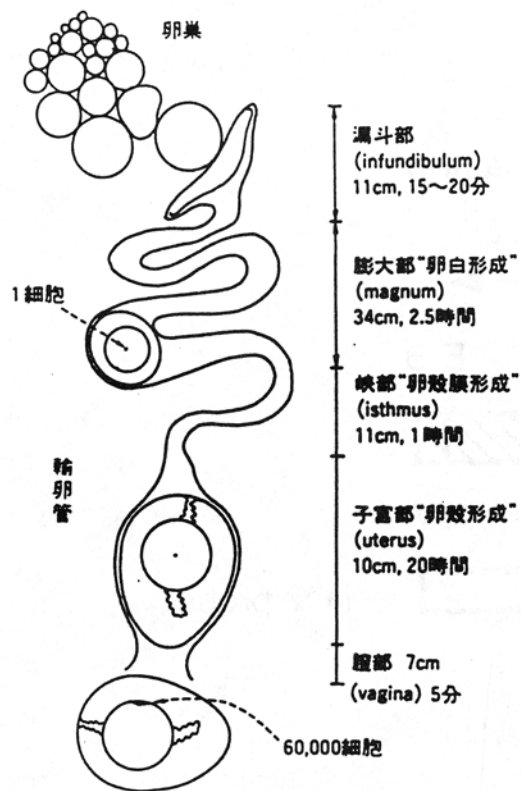 卵巣
漏斗部
(infundibulum)
11cm, 15〜20分
膨大部"卵白形成"
(magnum)
34cm, 2.5時間
1細胞
峡部"卵殻膜形成"
(isthmus)
11cm, 1時間
輸卵管
子宮部"卵殻形成"
(uterus)
10cm, 20時間
膣部 7cm
(vagina) 5分
60,000細胞